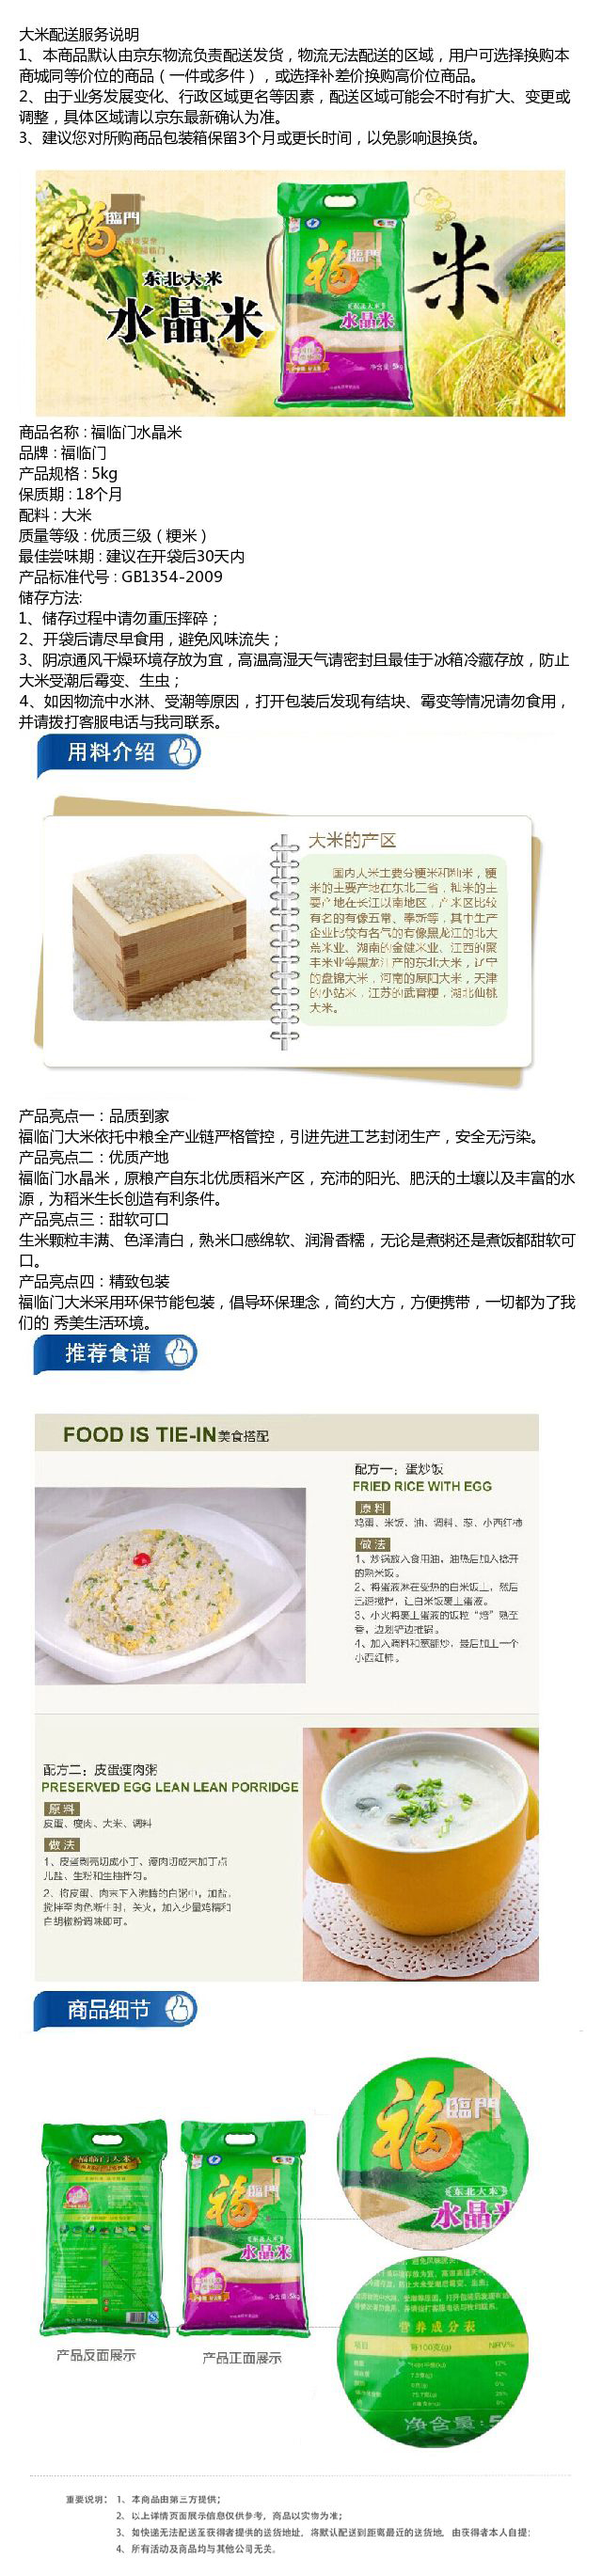 大米配送服务说明
1、本商品默认由京东物流负责配送发货，物流无法配送的区域，用户可选择换购本
商城同等价位的商品（一件或多件），或选择补差价换购高价位商品。
2、由于业务发展变化、行政区域更名等因素，配送区域可能会不时有扩大、变更或
调整，具体区域请以京东最新确认为准。
3、建议您对所购商品包装箱保留3个月或更长时间，以免影响退换货。
福臨門
东北大米
水晶米
福臨門
水晶米
净含量:5kg
米
商品名称 : 福临门水晶米
品牌 : 福临门
产品规格 : 5kg
保质期 : 18个月
配料 : 大米
质量等级 : 优质三级（粳米）
最佳尝味期 : 建议在开袋后30天内
产品标准代号 : GB1354-2009
储存方法:
1、储存过程中请勿重压摔碎；
2、开袋后请尽早食用，避免风味流失；
3、阴凉通风干燥环境存放为宜，高温高湿天气请密封且最佳于冰箱冷藏存放，防止
大米受潮后霉变、生虫；
4、如因物流中水淋、受潮等原因，打开包装后发现有结块、霉变等情况请勿食用，
并请拨打客服电话与我司联系。
用料介绍
大米的产区
国内大米主要分粳米和籼米，粳
米的主要产地在东北三省，籼米的主
要产地在长江以南地区，产米区比较
有名的有像五常、奉新等，其中生产
企业比较有名气的有像黑龙江的北大
荒米业、湖南的金健米业、江西的聚
丰米业等黑龙江产的东北大米，辽宁
的盘锦大米，河南的原阳大米，天津
的小站米，江苏的武育粳，湖北仙桃
大米。
产品亮点一：品质到家
福临门大米依托中粮全产业链严格管控，引进先进工艺封闭生产，安全无污染。
产品亮点二：优质产地
福临门水晶米，原粮产自东北优质稻米产区，充沛的阳光、肥沃的土壤以及丰富的水
源，为稻米生长创造有利条件。
产品亮点三：甜软可口
生米颗粒丰满、色泽清白，熟米口感绵软、润滑香糯，无论是煮粥还是煮饭都甜软可
口。
产品亮点四：精致包装
福临门大米采用环保节能包装，倡导环保理念，简约大方，方便携带，一切都为了我
们的 秀美生活环境。
推荐食谱
FOOD IS TIE-IN美食搭配
配方一：蛋炒饭
FRIED RICE WITH EGG
原料
鸡蛋、米饭、油、调料、葱、小西红柿
做法
1、炒锅放入食用油，油热后加入捻开
的熟米饭。
2、将蛋液淋在受热的白米饭上，然后
迅速搅拌，让白米饭裹上蛋液。
3、小火将裹上蛋液的饭粒“焙”熟至
香，边划铲边推锅。
4、加入调料和葱翻炒，最后加上一个
小西红柿。
配方二：皮蛋瘦肉粥
PRESERVED EGG LEAN LEAN PORRIDGE
原料
皮蛋、瘦肉、大米、调料
做法
1、皮蛋剥壳切成小丁，瘦肉切成末加丁点
儿盐、生粉和生抽拌匀。
2、将皮蛋、肉末下入沸腾的白粥中，加盐，
搅拌至肉色断生时，关火，加入少量鸡精和
白胡椒粉调味即可。
商品细节
福临门大米
福臨門
水晶米
5kg
福臨門
东北大米
水晶米
营养成分表
项目 每100克(g) NRV%
净含量:5
产品反面展示
产品正面展示
重要说明： 1、本商品由第三方提供；
2、以上详情页面展示信息仅供参考，商品以实物为准；
3、如快递无法配送至获得者提供的送货地址，将默认配送到距离最近的送货地，由获得者本人自提；
4、所有活动及商品均与其他公司无关。